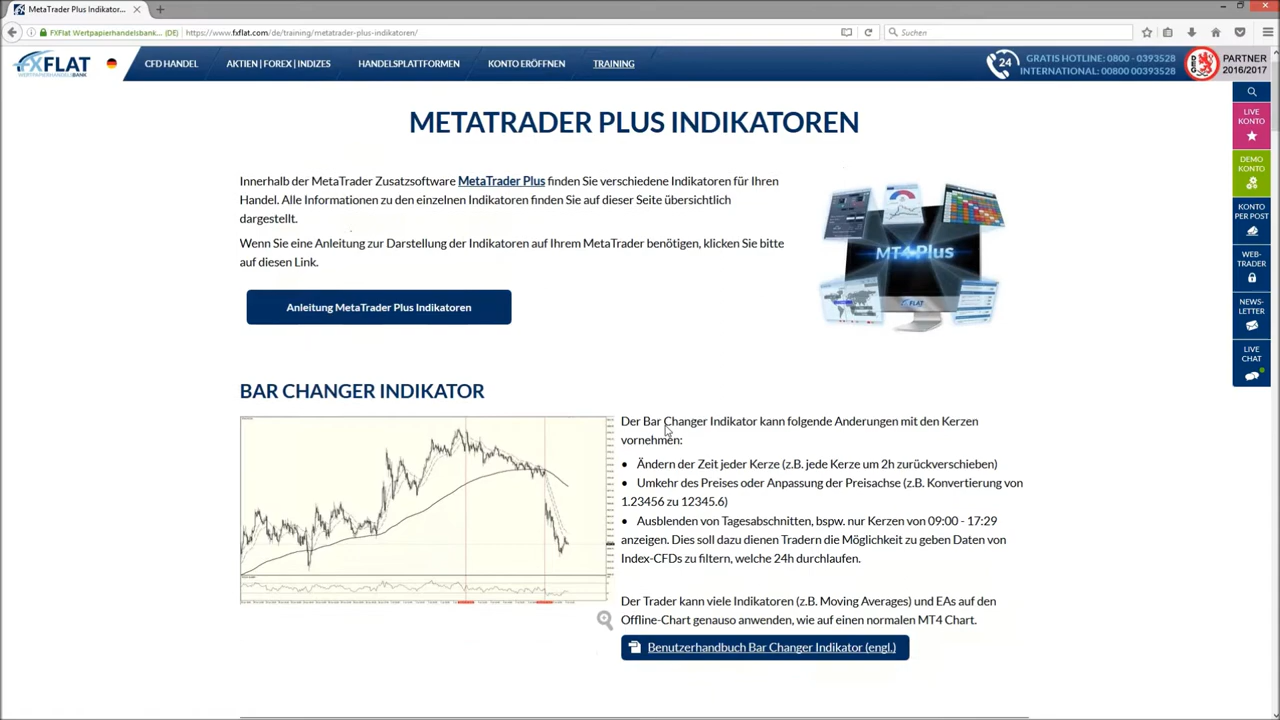 MetaTrader Plus Indikator...
FXFlat Wertpapierhandelsbank... (DE)
https://www.fxflat.com/de/training/metatrader-plus-indikatoren/
Suchen
FXFLAT
WERTPAPIERHANDELSBANK
CFD HANDEL
AKTIEN | FOREX | INDIZES
HANDELSPLATTFORMEN
KONTO ERÖFFNEN
TRAINING
24
GRATIS HOTLINE: 0800 - 0393528
INTERNATIONAL: 00800 00393528
DEG
PARTNER
2016/2017
METATRADER PLUS INDIKATOREN
Innerhalb der MetaTrader Zusatzsoftware MetaTrader Plus finden Sie verschiedene Indikatoren für Ihren
Handel. Alle Informationen zu den einzelnen Indikatoren finden Sie auf dieser Seite übersichtlich
dargestellt.
Wenn Sie eine Anleitung zur Darstellung der Indikatoren auf Ihrem MetaTrader benötigen, klicken Sie bitte
auf diesen Link.
Anleitung MetaTrader Plus Indikatoren
MT4 Plus
FLAT
LIVE
KONTO
DEMO
KONTO
KONTO
PER POST
WEB-
TRADER
NEWS-
LETTER
LIVE
CHAT
BAR CHANGER INDIKATOR
Der Bar Changer Indikator kann folgende Änderungen mit den Kerzen
vornehmen:
• Ändern der Zeit jeder Kerze (z.B. jede Kerze um 2h zurückverschieben)
• Umkehr des Preises oder Anpassung der Preisachse (z.B. Konvertierung von
1.23456 zu 12345.6)
• Ausblenden von Tagesabschnitten, bspw. nur Kerzen von 09:00 - 17:29
anzeigen. Dies soll dazu dienen Tradern die Möglichkeit zu geben Daten von
Index-CFDs zu filtern, welche 24h durchlaufen.
Der Trader kann viele Indikatoren (z.B. Moving Averages) und EAs auf den
Offline-Chart genauso anwenden, wie auf einen normalen MT4 Chart.
Benutzerhandbuch Bar Changer Indikator (engl.)